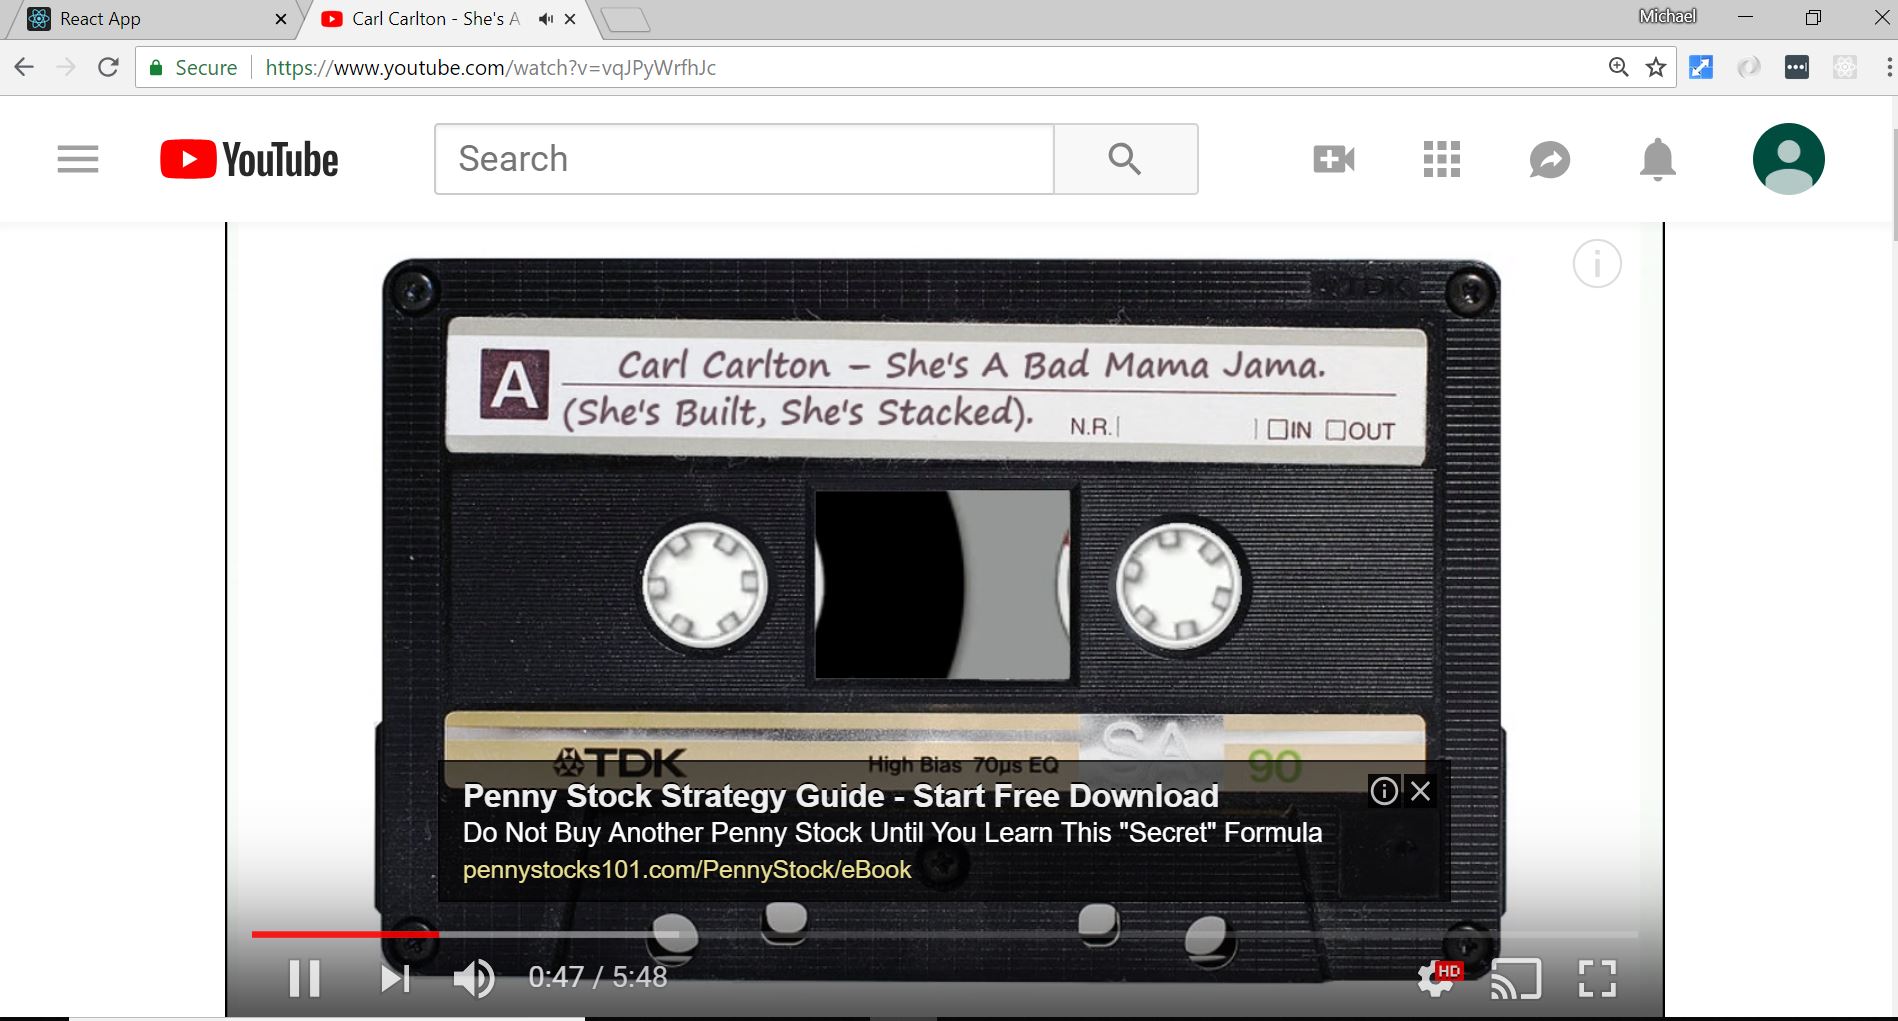 React App
Carl Carlton - She's A
Michael
Secure
https://www.youtube.com/watch?v=vqJPyWrfhJc
YouTube
Search
TDK
A
Carl Carlton - She's A Bad Mama Jama.
(She's Built, She's Stacked).
N.R.
IN
OUT
TDK
High Bias 70µs EQ
SA
90
Penny Stock Strategy Guide - Start Free Download
Do Not Buy Another Penny Stock Until You Learn This "Secret" Formula
pennystocks101.com/PennyStock/eBook
0:47 / 5:48
HD